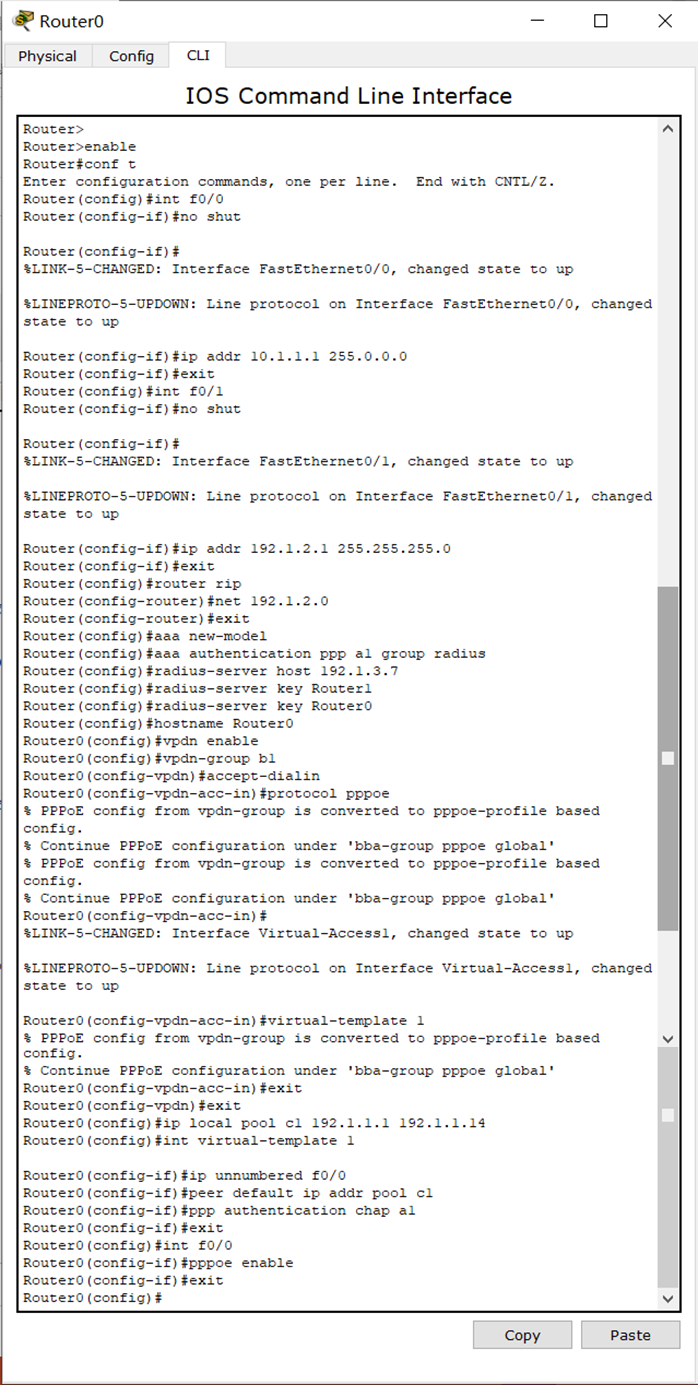 Router0
Physical Config CLI
IOS Command Line Interface
Router>
Router>enable
Router#conf t
Enter configuration commands, one per line.  End with CNTL/Z.
Router(config)#int f0/0
Router(config-if)#no shut
Router(config-if)#
%LINK-5-CHANGED: Interface FastEthernet0/0, changed state to up
%LINEPROTO-5-UPDOWN: Line protocol on Interface FastEthernet0/0, changed
state to up
Router(config-if)#ip addr 10.1.1.1 255.0.0.0
Router(config-if)#exit
Router(config)#int f0/1
Router(config-if)#no shut
Router(config-if)#
%LINK-5-CHANGED: Interface FastEthernet0/1, changed state to up
%LINEPROTO-5-UPDOWN: Line protocol on Interface FastEthernet0/1, changed
state to up
Router(config-if)#ip addr 192.1.2.1 255.255.255.0
Router(config-if)#exit
Router(config)#router rip
Router(config-router)#net 192.1.2.0
Router(config-router)#exit
Router(config)#aaa new-model
Router(config)#aaa authentication ppp a1 group radius
Router(config)#radius-server host 192.1.3.7
Router(config)#radius-server key Router1
Router(config)#radius-server key Router0
Router(config)#hostname Router0
Router0(config)#vpdn enable
Router0(config)#vpdn-group b1
Router0(config-vpdn)#accept-dialin
Router0(config-vpdn-acc-in)#protocol pppoe
% PPPoE config from vpdn-group is converted to pppoe-profile based
config.
% Continue PPPoE configuration under 'bba-group pppoe global'
% PPPoE config from vpdn-group is converted to pppoe-profile based
config.
% Continue PPPoE configuration under 'bba-group pppoe global'
Router0(config-vpdn-acc-in)#
%LINK-5-CHANGED: Interface Virtual-Access1, changed state to up
%LINEPROTO-5-UPDOWN: Line protocol on Interface Virtual-Access1, changed
state to up
Router0(config-vpdn-acc-in)#virtual-template 1
% PPPoE config from vpdn-group is converted to pppoe-profile based
config.
% Continue PPPoE configuration under 'bba-group pppoe global'
Router0(config-vpdn-acc-in)#exit
Router0(config-vpdn)#exit
Router0(config)#ip local pool c1 192.1.1.1 192.1.1.14
Router0(config)#int virtual-template 1
Router0(config-if)#ip unnumbered f0/0
Router0(config-if)#peer default ip addr pool c1
Router0(config-if)#ppp authentication chap a1
Router0(config-if)#exit
Router0(config)#int f0/0
Router0(config-if)#pppoe enable
Router0(config-if)#exit
Router0(config)#
Copy Paste